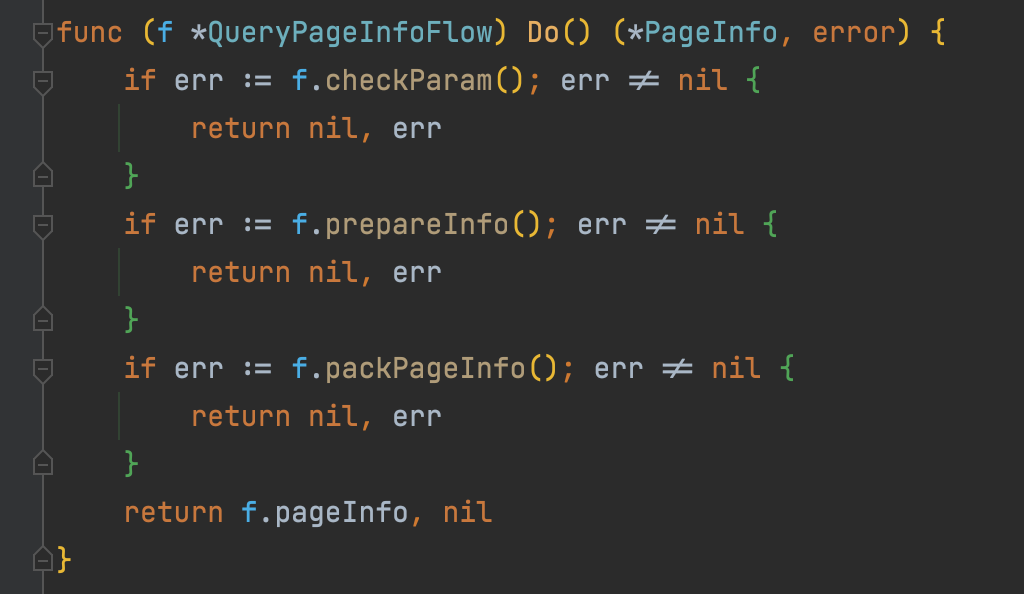 func (f *QueryPageInfoFlow) Do() (*PageInfo, error) {
    if err := f.checkParam(); err != nil {
        return nil, err
    }
    if err := f.prepareInfo(); err != nil {
        return nil, err
    }
    if err := f.packPageInfo(); err != nil {
        return nil, err
    }
    return f.pageInfo, nil
}